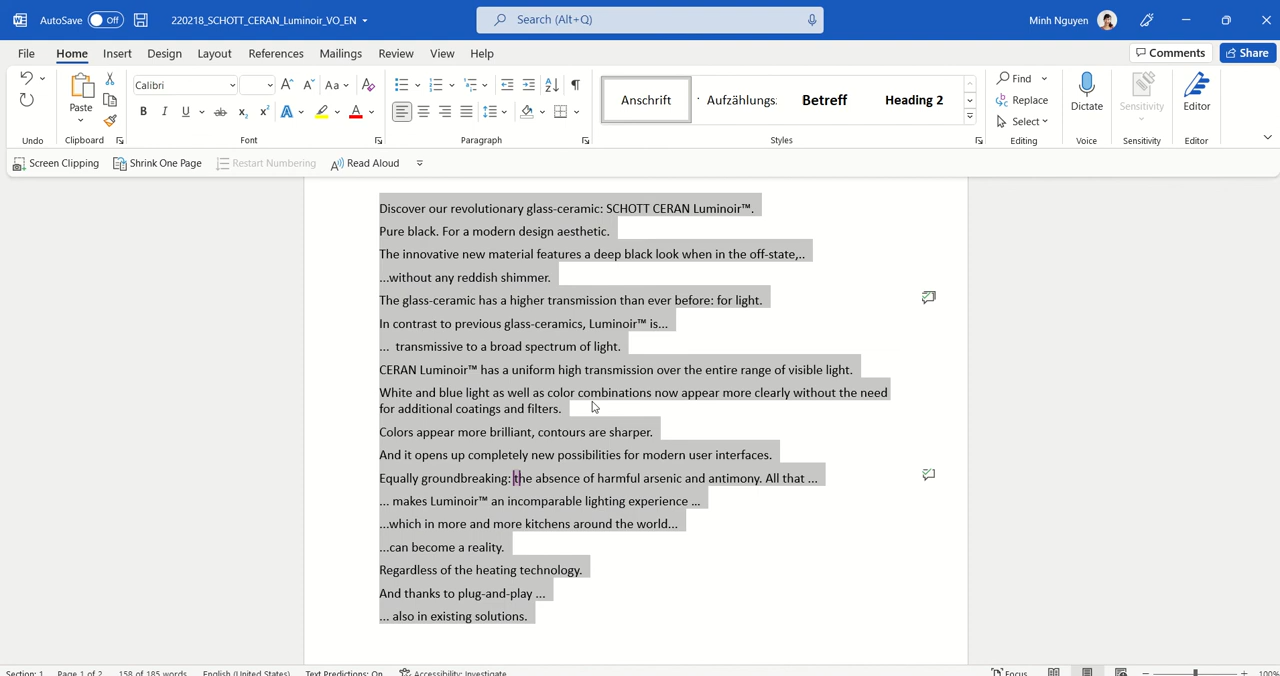 AutoSave Off 220218_SCHOTT_CERAN_Luminoir_VO_EN Search (Alt+Q) Minh Nguyen
File Home Insert Design Layout References Mailings Review View Help Comments Share
Calibri Aa Anschrift Aufzählungs: Betreff Heading 2 Find
Paste Replace Dictate Sensitivity Editor
B I U ab x₂ x² A A Select
Undo Clipboard Font Paragraph Styles Editing Voice Sensitivity Editor
Screen Clipping Shrink One Page Restart Numbering Read Aloud
Discover our revolutionary glass-ceramic: SCHOTT CERAN Luminoir™.
Pure black. For a modern design aesthetic.
The innovative new material features a deep black look when in the off-state,..
...without any reddish shimmer.
The glass-ceramic has a higher transmission than ever before: for light.
In contrast to previous glass-ceramics, Luminoir™ is...
... transmissive to a broad spectrum of light.
CERAN Luminoir™ has a uniform high transmission over the entire range of visible light.
White and blue light as well as color combinations now appear more clearly without the need
for additional coatings and filters.
Colors appear more brilliant, contours are sharper.
And it opens up completely new possibilities for modern user interfaces.
Equally groundbreaking: the absence of harmful arsenic and antimony. All that ...
... makes Luminoir™ an incomparable lighting experience ...
...which in more and more kitchens around the world...
...can become a reality.
Regardless of the heating technology.
And thanks to plug-and-play ...
... also in existing solutions.
Section: 1 Page 1 of 2 158 of 185 words English (United States) Text Predictions: On Accessibility: Investigate Focus 100%